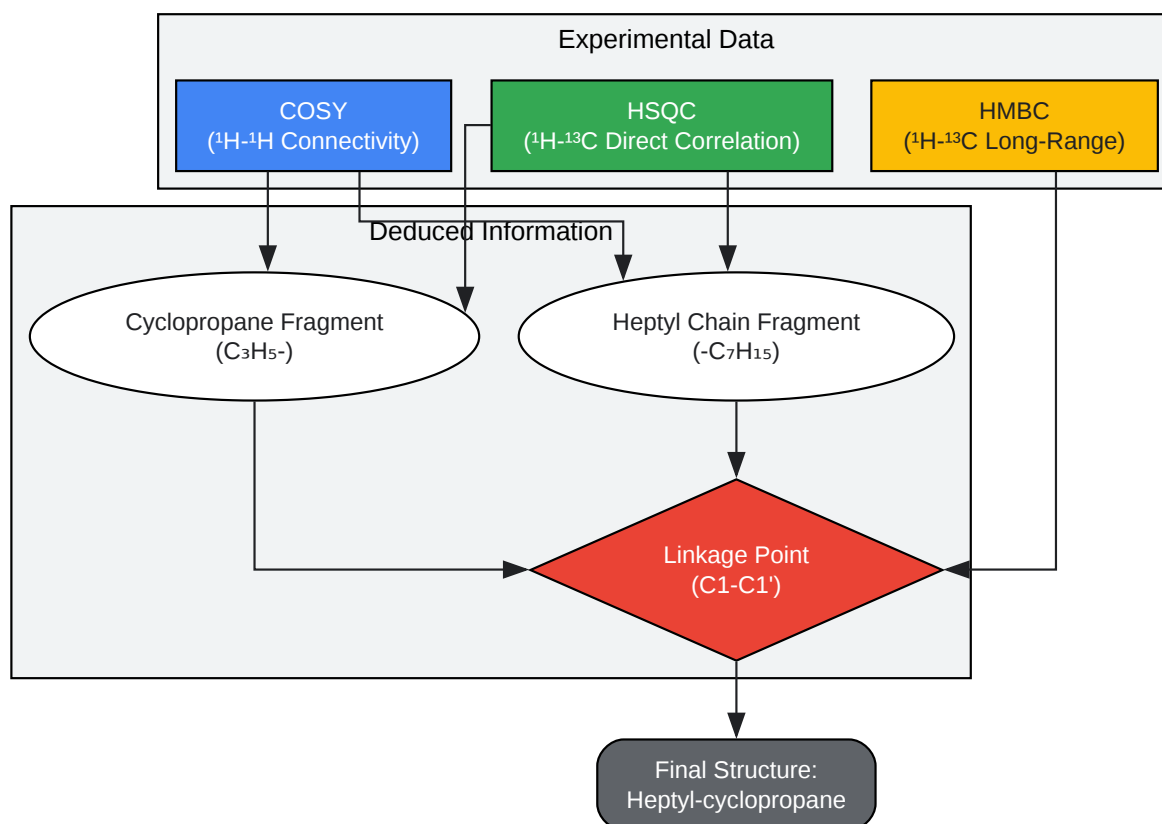 Experimental Data
COSY
(¹H-¹H Connectivity)
HSQC
(¹H-¹³C Direct Correlation)
HMBC
(¹H-¹³C Long-Range)
Deduced Information
Cyclopropane Fragment
(C₃H₅-)
Heptyl Chain Fragment
(-C₇H₁₅)
Linkage Point
(C1-C1')
Final Structure:
Heptyl-cyclopropane